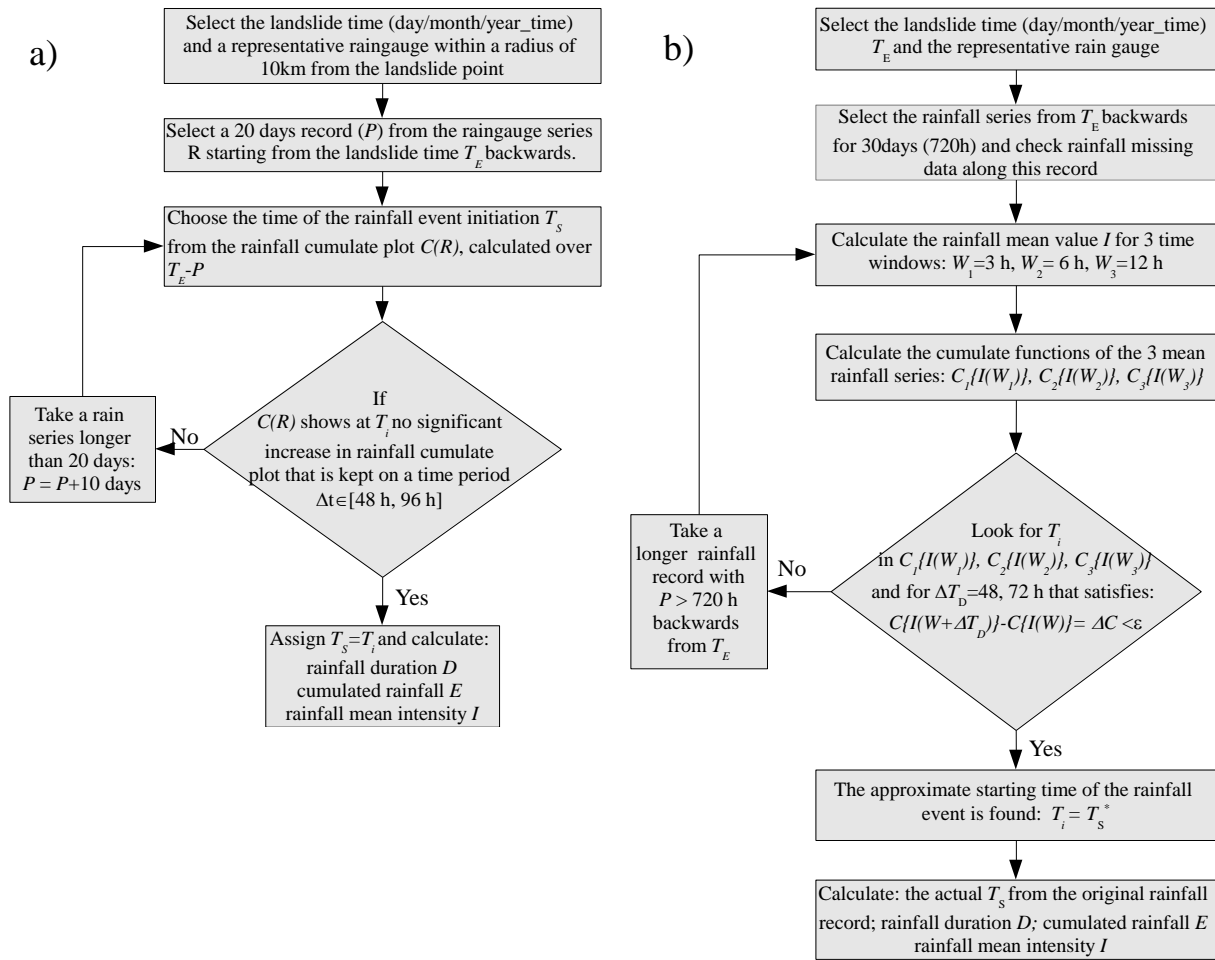 a)
Select the landslide time (day/month/year_time)
and a representative raingauge within a radius of
10km from the landslide point
Select a 20 days record (P) from the raingauge series
R starting from the landslide time T_E backwards.
Choose the time of the rainfall event initiation T_S
from the rainfall cumulate plot C(R), calculated over
T_E-P
If
C(R) shows at T_i no significant
increase in rainfall cumulate
plot that is kept on a time period
Δt∈[48 h, 96 h]
No
Take a rain
series longer
than 20 days:
P = P+10 days
Yes
Assign T_S=T_i and calculate:
rainfall duration D
cumulated rainfall E
rainfall mean intensity I
b)
Select the landslide time (day/month/year_time)
T_E and the representative rain gauge
Select the rainfall series from T_E backwards
for 30days (720h) and check rainfall missing
data along this record
Calculate the rainfall mean value I for 3 time
windows: W_1=3 h, W_2= 6 h, W_3=12 h
Calculate the cumulate functions of the 3 mean
rainfall series: C_1{I(W_1)}, C_2{I(W_2)}, C_3{I(W_3)}
Look for T_i
in C_1{I(W_1)}, C_2{I(W_2)}, C_3{I(W_3)}
and for ΔT_D=48, 72 h that satisfies:
C{I(W+ΔT_D)}-C{I(W)}= ΔC <ε
No
Take a
longer rainfall
record with
P > 720 h
backwards
from T_E
Yes
The approximate starting time of the rainfall
event is found: T_i = T_S*
Calculate: the actual T_S from the original rainfall
record; rainfall duration D; cumulated rainfall E
rainfall mean intensity I